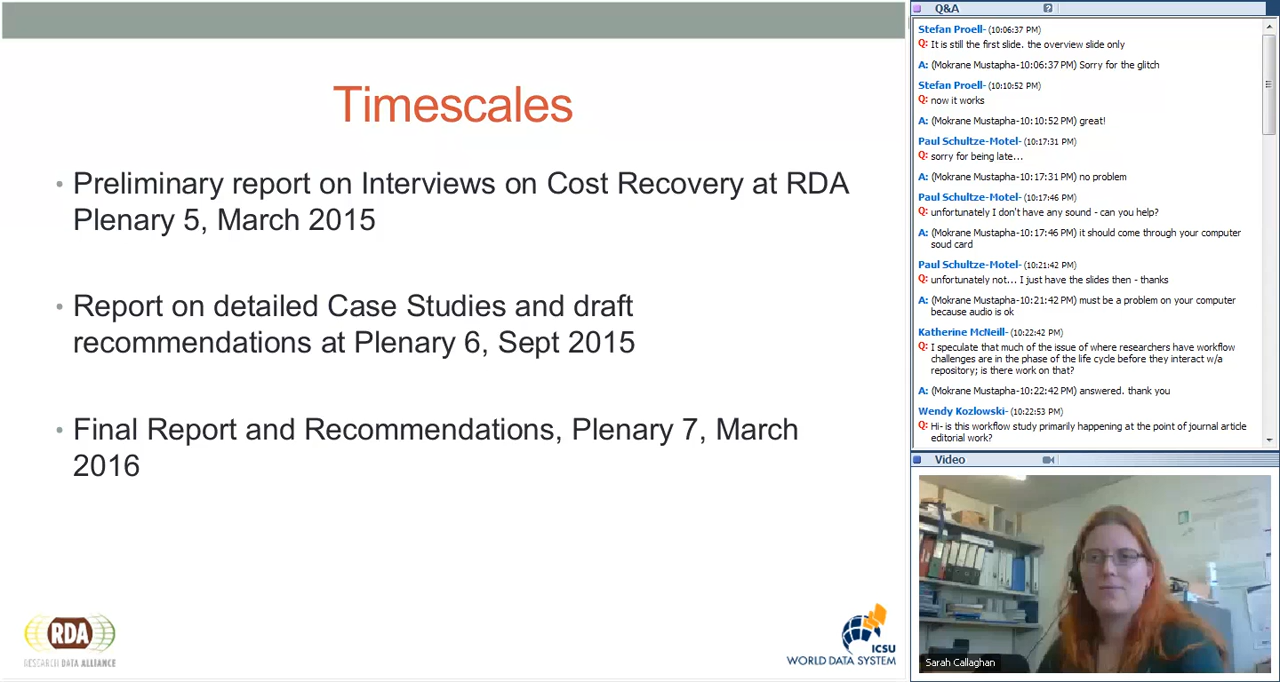 Timescales
• Preliminary report on Interviews on Cost Recovery at RDA
Plenary 5, March 2015
• Report on detailed Case Studies and draft
recommendations at Plenary 6, Sept 2015
• Final Report and Recommendations, Plenary 7, March
2016
RDA
RESEARCH DATA ALLIANCE
ICSU
WORLD DATA SYSTEM
Q&A
Stefan Proell- (10:06:37 PM)
Q: It is still the first slide. the overview slide only
A: (Mokrane Mustapha-10:06:37 PM) Sorry for the glitch
Stefan Proell- (10:10:52 PM)
Q: now it works
A: (Mokrane Mustapha-10:10:52 PM) great!
Paul Schultze-Motel- (10:17:31 PM)
Q: sorry for being late...
A: (Mokrane Mustapha-10:17:31 PM) no problem
Paul Schultze-Motel- (10:17:46 PM)
Q: unfortunately I don't have any sound - can you help?
A: (Mokrane Mustapha-10:17:46 PM) it should come through your computer
soud card
Paul Schultze-Motel- (10:21:42 PM)
Q: unfortunately not... I just have the slides then - thanks
A: (Mokrane Mustapha-10:21:42 PM) must be a problem on your computer
because audio is ok
Katherine McNeill- (10:22:42 PM)
Q: I speculate that much of the issue of where researchers have workflow
challenges are in the phase of the life cycle before they interact w/a
repository; is there work on that?
A: (Mokrane Mustapha-10:22:42 PM) answered. thank you
Wendy Kozlowski- (10:22:53 PM)
Q: Hi- is this workflow study primarily happening at the point of journal article
editorial work?
Video
Sarah Callaghan